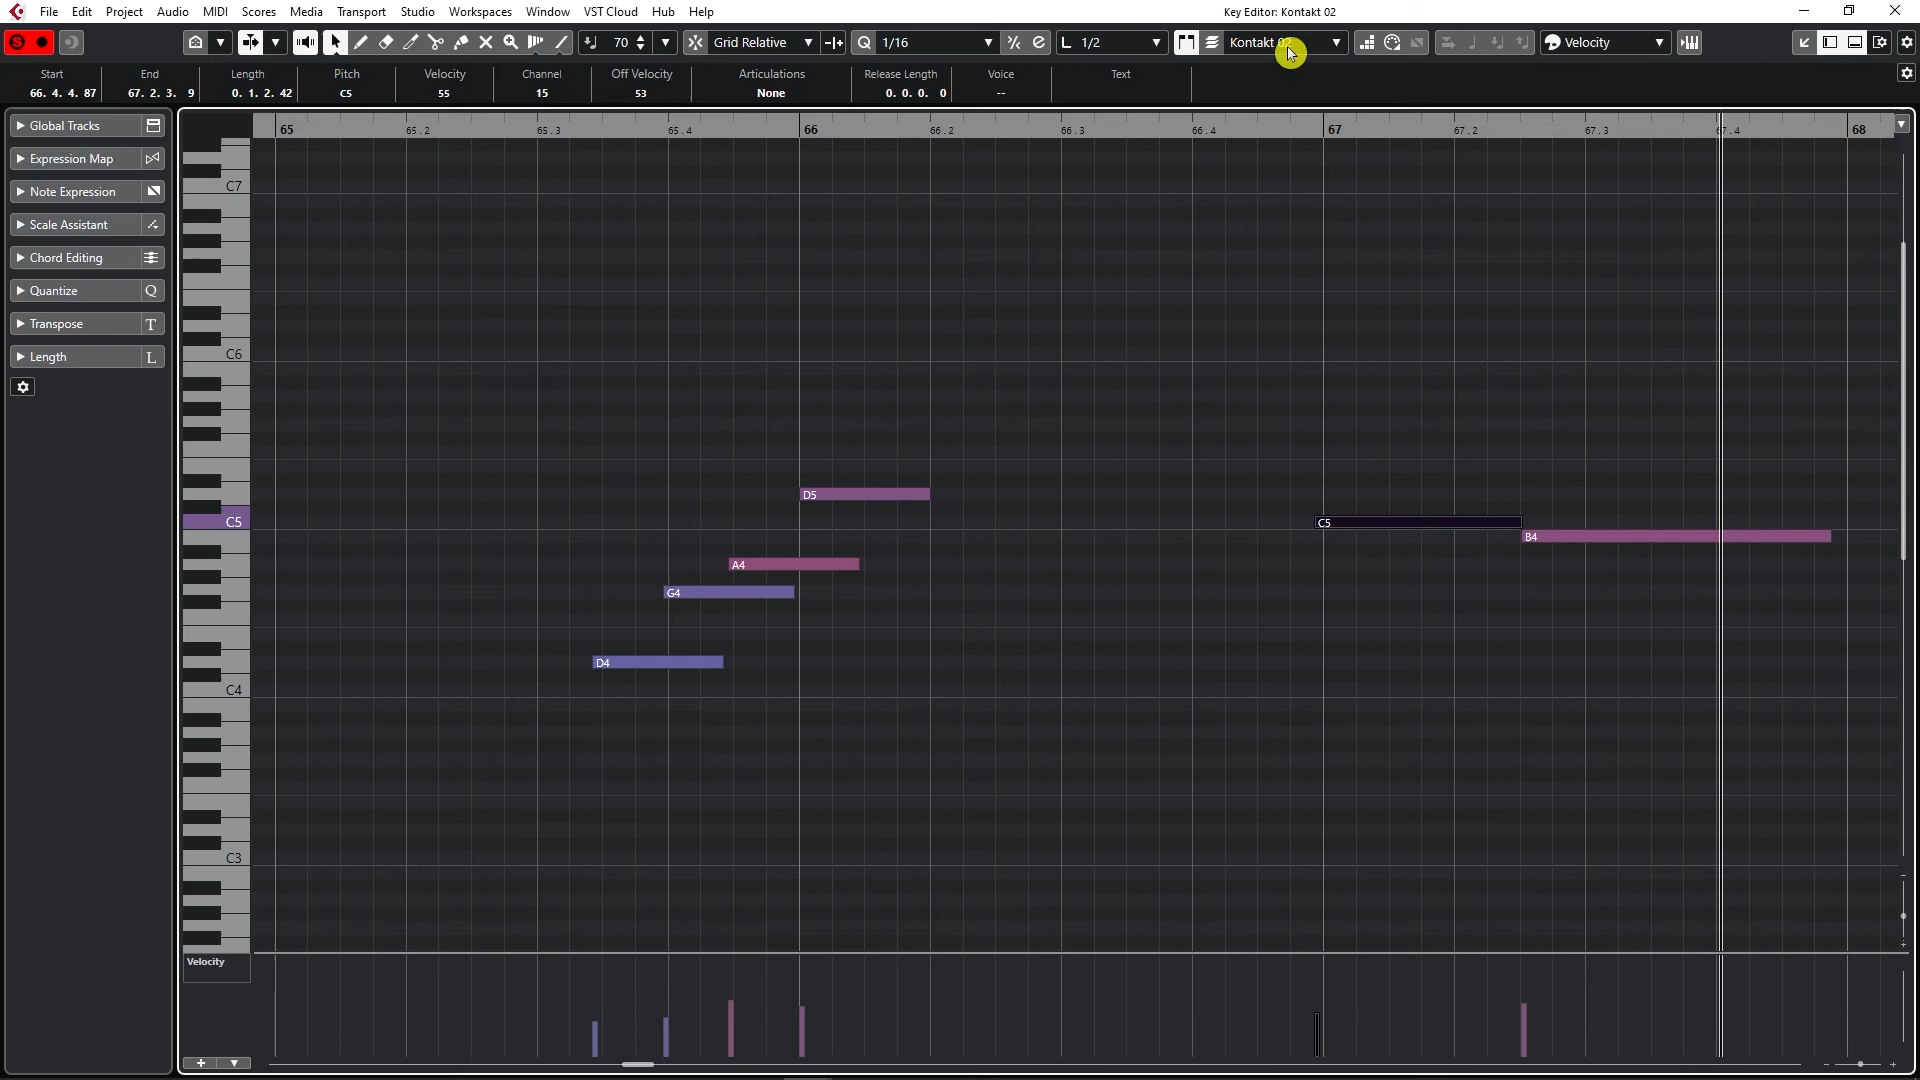 File Edit Project Audio MIDI Scores Media Transport Studio Workspaces Window VST Cloud Hub Help
Key Editor: Kontakt 02
70 Grid Relative Q 1/16 L 1/2 Kontakt 02 Velocity
Start End Length Pitch Velocity Channel Off Velocity Articulations Release Length Voice Text
66. 4. 4. 87 67. 2. 3. 9 0. 1. 2. 42 C5 55 15 53 None 0. 0. 0. 0 --
Global Tracks
Expression Map
Note Expression
Scale Assistant
Chord Editing
Quantize Q
Transpose T
Length L
65 65.2 65.3 65.4 66 66.2 66.3 66.4 67 67.2 67.3 67.4 68
C7
C6
D5
C5 C5
B4
A4
G4
D4
C4
C3
Velocity